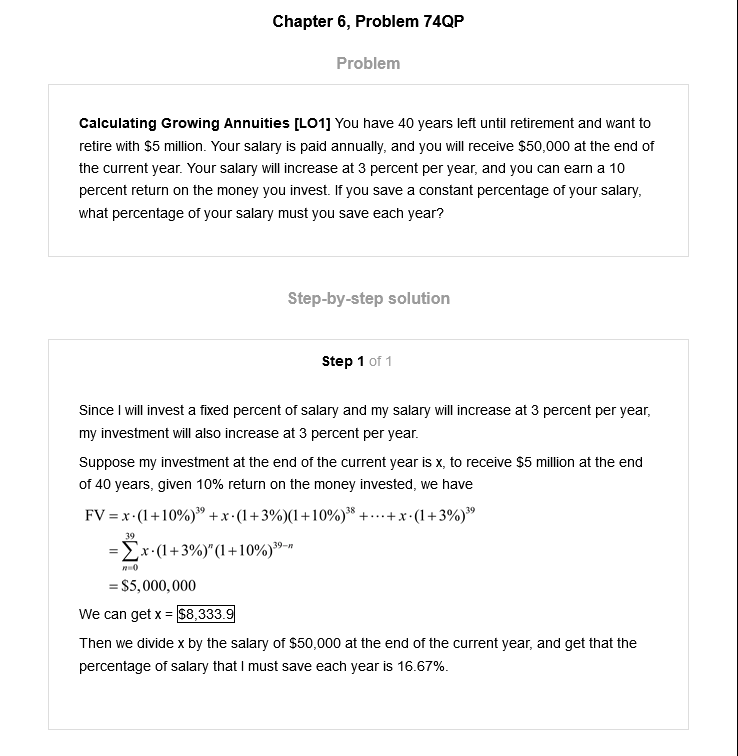 Chapter 6, Problem 74QP
Problem
Calculating Growing Annuities [LO1] You have 40 years left until retirement and want to
retire with $5 million. Your salary is paid annually, and you will receive $50,000 at the end of
the current year. Your salary will increase at 3 percent per year, and you can earn a 10
percent return on the money you invest. If you save a constant percentage of your salary,
what percentage of your salary must you save each year?
Step-by-step solution
Step 1 of 1
Since I will invest a fixed percent of salary and my salary will increase at 3 percent per year,
my investment will also increase at 3 percent per year.
Suppose my investment at the end of the current year is x, to receive $5 million at the end
of 40 years, given 10% return on the money invested, we have
FV = x·(1+10%)³⁹ + x·(1+3%)(1+10%)³⁸ +···+ x·(1+3%)³⁹
= ∑_{n=0}^{39} x·(1+3%)ⁿ(1+10%)³⁹⁻ⁿ
= $5,000,000
We can get x = $8,333.9
Then we divide x by the salary of $50,000 at the end of the current year, and get that the
percentage of salary that I must save each year is 16.67%.